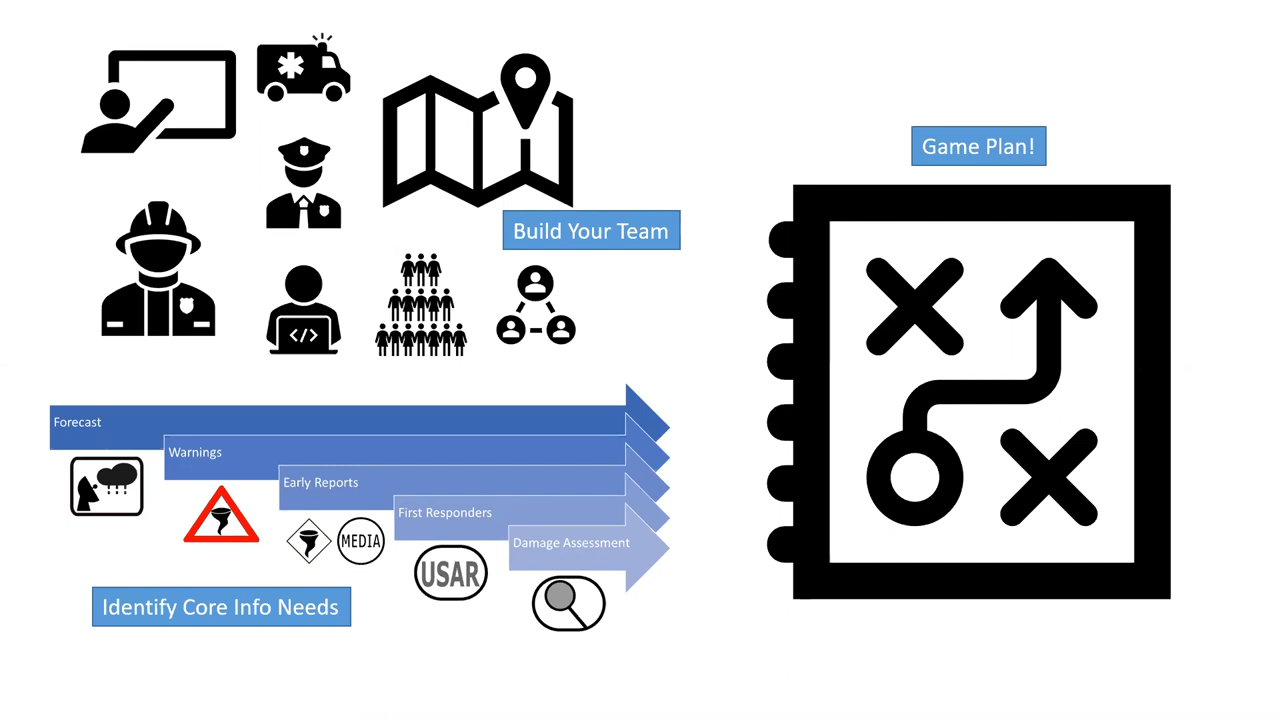 Game Plan!
Build Your Team
</>
Forecast
Warnings
Early Reports
First Responders
Damage Assessment
MEDIA
USAR
Identify Core Info Needs